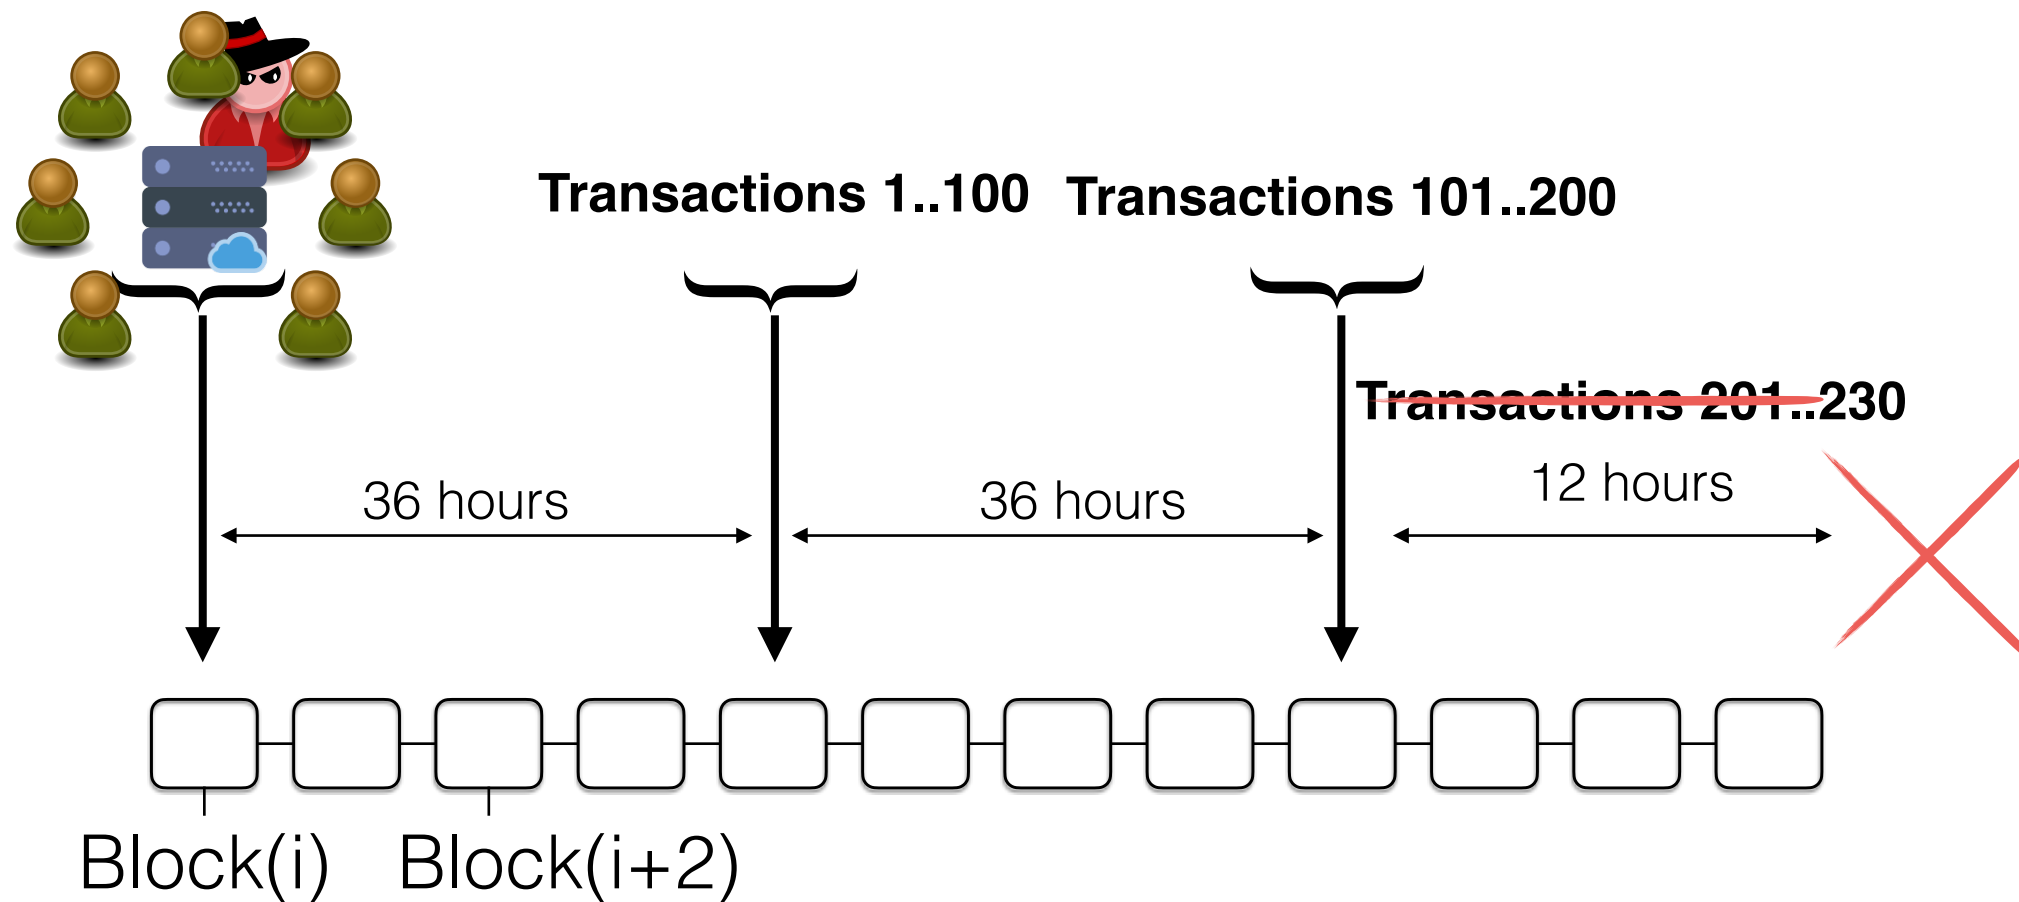 Transactions 1..100
Transactions 101..200
Transactions 201..230
36 hours
36 hours
12 hours
Block(i)
Block(i+2)